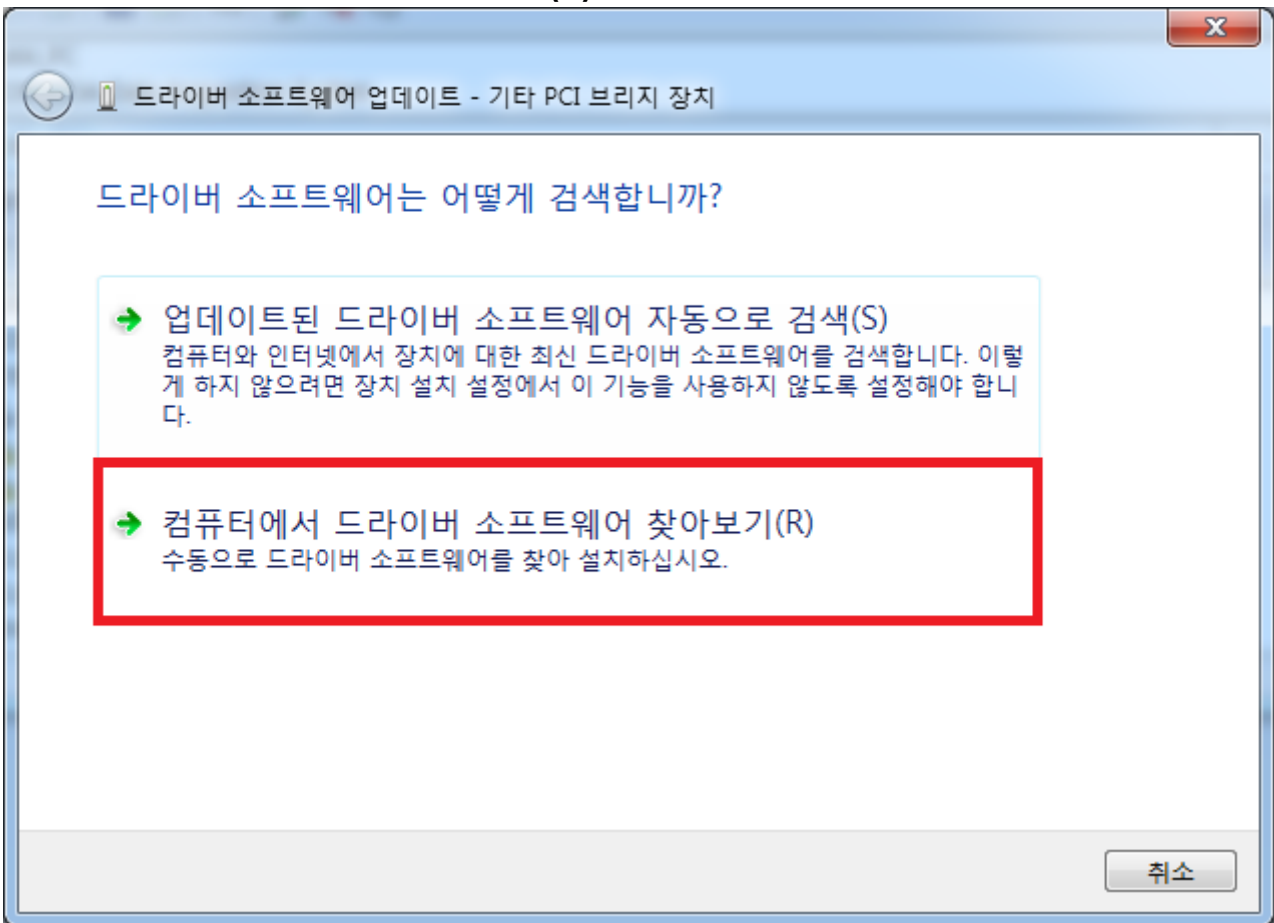 드라이버 소프트웨어 업데이트 - 기타 PCI 브리지 장치
드라이버 소프트웨어는 어떻게 검색합니까?
업데이트된 드라이버 소프트웨어 자동으로 검색(S)
컴퓨터와 인터넷에서 장치에 대한 최신 드라이버 소프트웨어를 검색합니다. 이렇
게 하지 않으려면 장치 설치 설정에서 이 기능을 사용하지 않도록 설정해야 합니
다.
컴퓨터에서 드라이버 소프트웨어 찾아보기(R)
수동으로 드라이버 소프트웨어를 찾아 설치하십시오.
취소